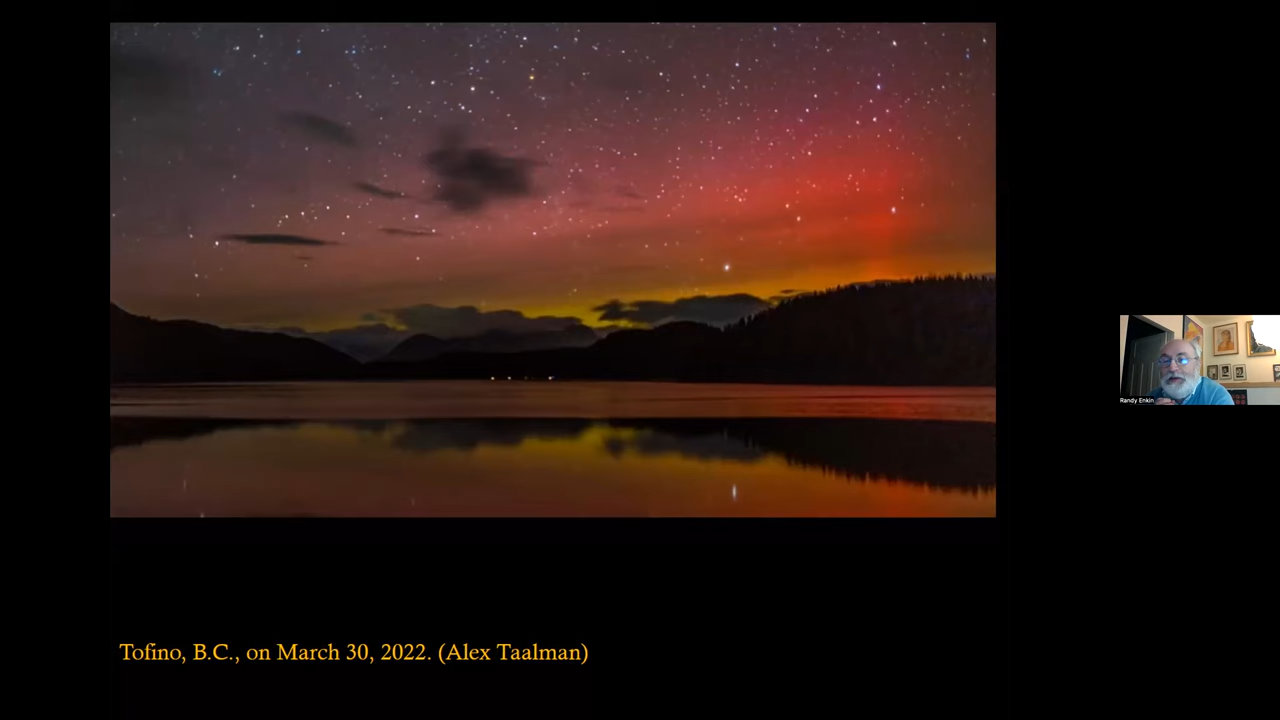 Randy Enkin
Tofino, B.C., on March 30, 2022. (Alex Taalman)